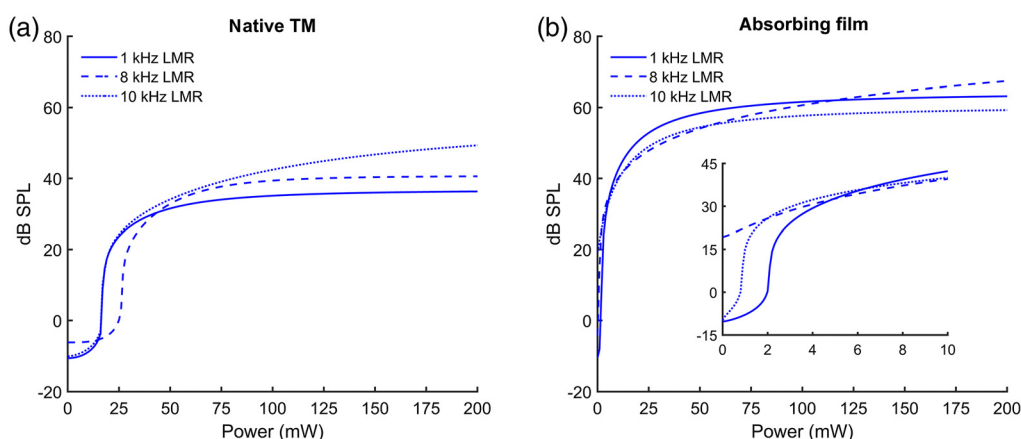 (a)
Native TM
80
60
40
20
0
-20
dB SPL
1 kHz LMR
8 kHz LMR
10 kHz LMR
0 25 50 75 100 125 150 175 200
Power (mW)
(b)
Absorbing film
80
60
40
20
0
-20
dB SPL
1 kHz LMR
8 kHz LMR
10 kHz LMR
45
30
15
0
-15
0 2 4 6 8 10
0 25 50 75 100 125 150 175 200
Power (mW)